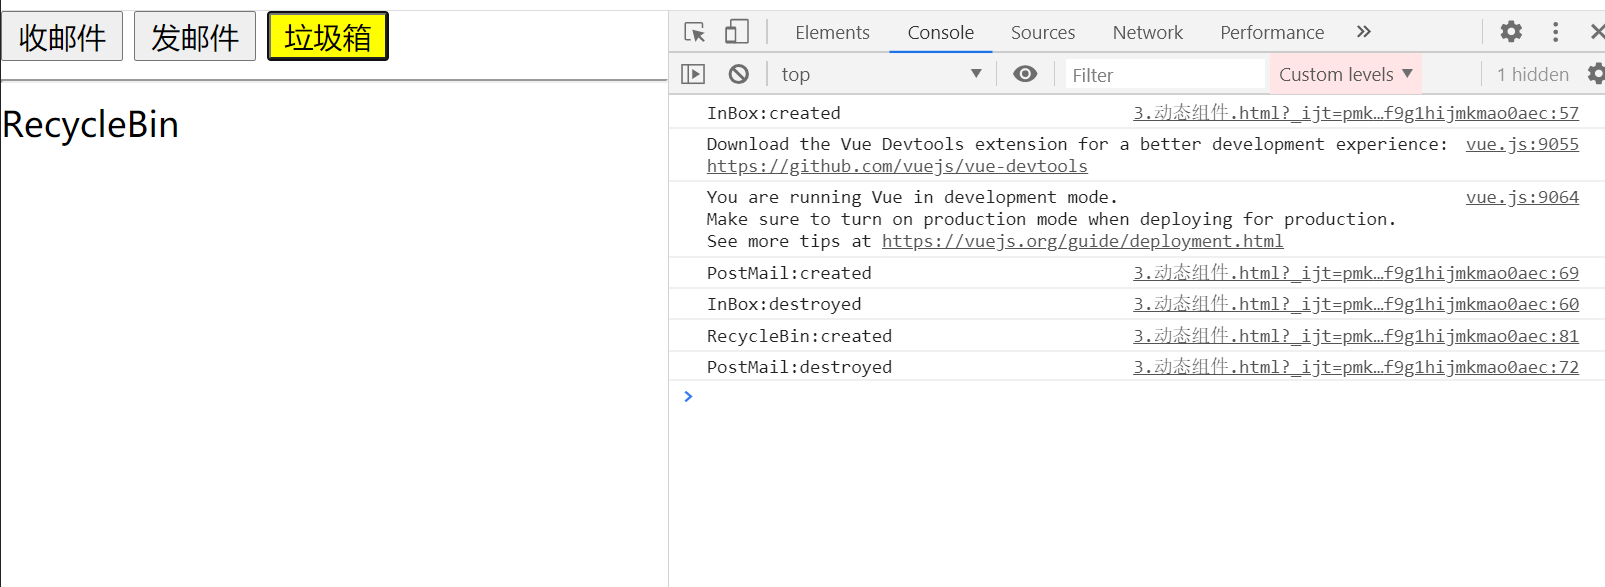 收邮件 发邮件 垃圾箱
RecycleBin
Elements Console Sources Network Performance
top Filter Custom levels 1 hidden
InBox:created 3.动态组件.html?_ijt=pmk…f9g1hijmkmao0aec:57
Download the Vue Devtools extension for a better development experience: vue.js:9055
https://github.com/vuejs/vue-devtools
You are running Vue in development mode. vue.js:9064
Make sure to turn on production mode when deploying for production.
See more tips at https://vuejs.org/guide/deployment.html
PostMail:created 3.动态组件.html?_ijt=pmk…f9g1hijmkmao0aec:69
InBox:destroyed 3.动态组件.html?_ijt=pmk…f9g1hijmkmao0aec:60
RecycleBin:created 3.动态组件.html?_ijt=pmk…f9g1hijmkmao0aec:81
PostMail:destroyed 3.动态组件.html?_ijt=pmk…f9g1hijmkmao0aec:72